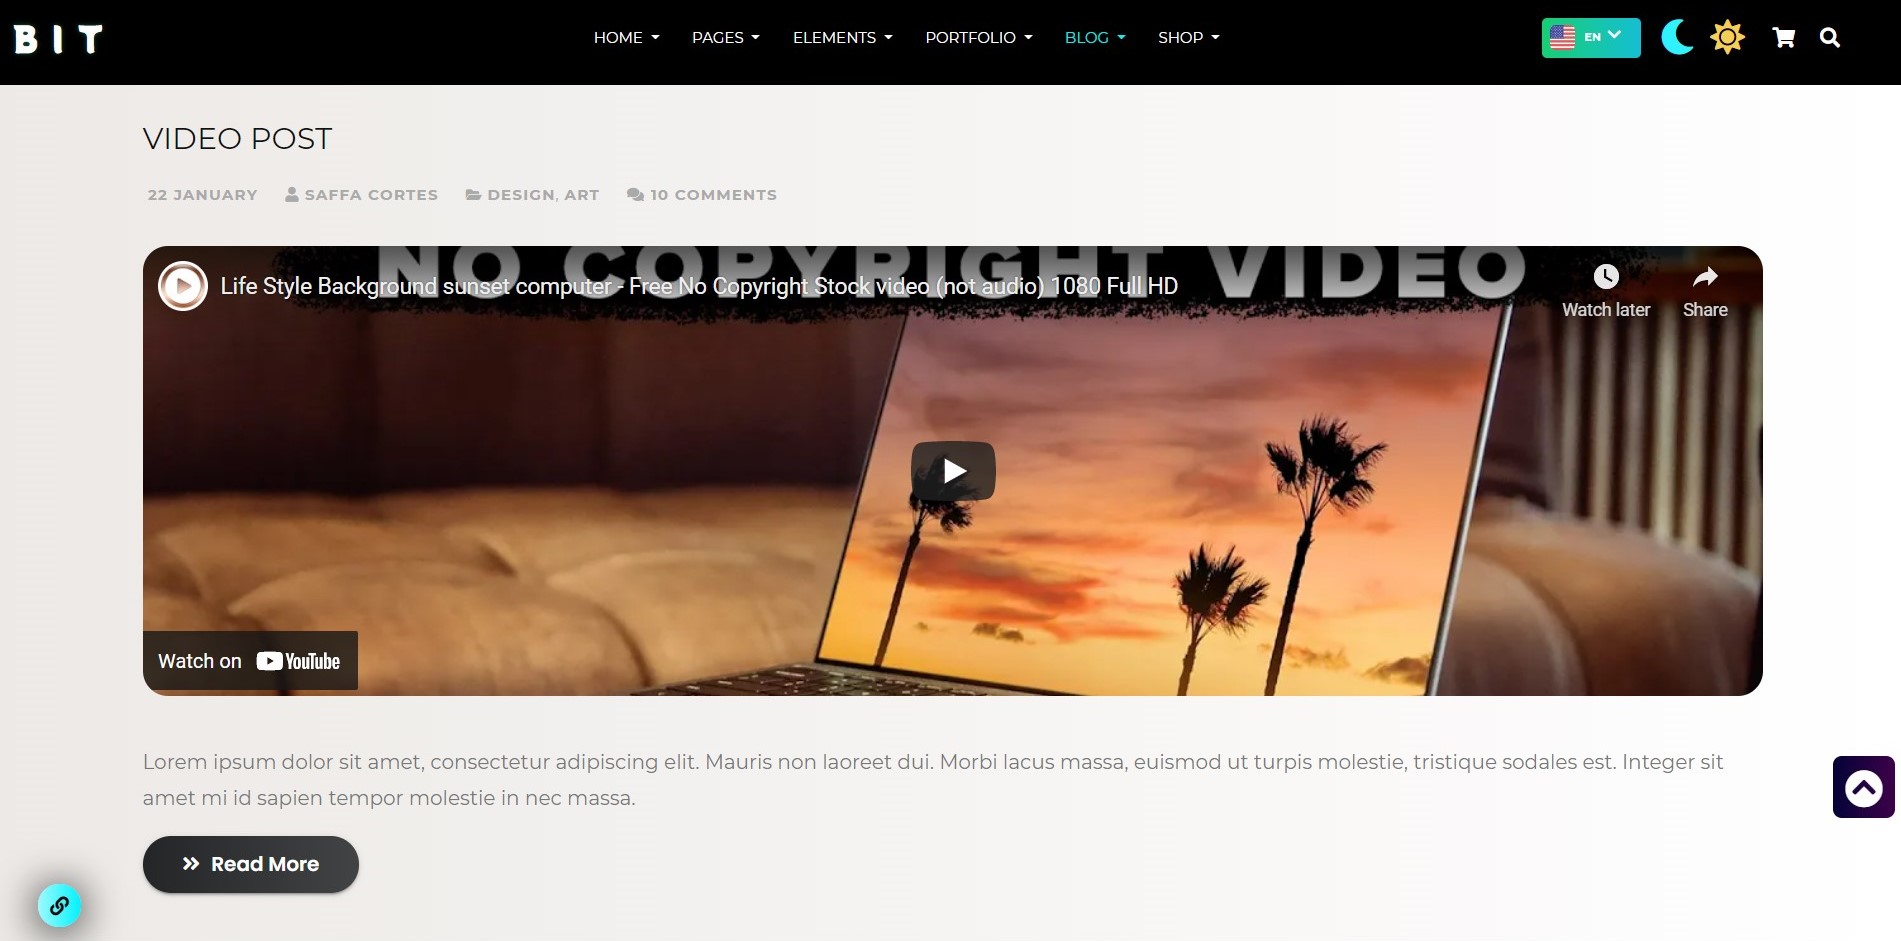 BIT
HOME PAGES ELEMENTS PORTFOLIO BLOG SHOP
EN
VIDEO POST
22 JANUARY SAFFA CORTES DESIGN, ART 10 COMMENTS
NO COPYRIGHT VIDEO
Life Style Background sunset computer - Free No Copyright Stock video (not audio) 1080 Full HD
Watch later Share
Watch on YouTube
Lorem ipsum dolor sit amet, consectetur adipiscing elit. Mauris non laoreet dui. Morbi lacus massa, euismod ut turpis molestie, tristique sodales est. Integer sit
amet mi id sapien tempor molestie in nec massa.
Read More